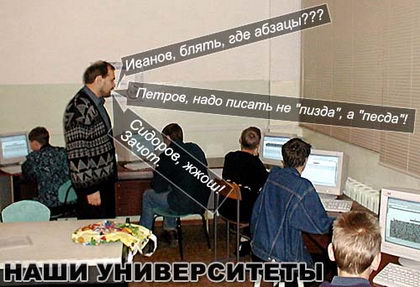 Иванов, блять, где абзацы???
Петров, надо писать не "пизда", а "песда"!
Сидоров, жжош!
Зачот.
НАШИ УНИВЕРСИТЕТЫ